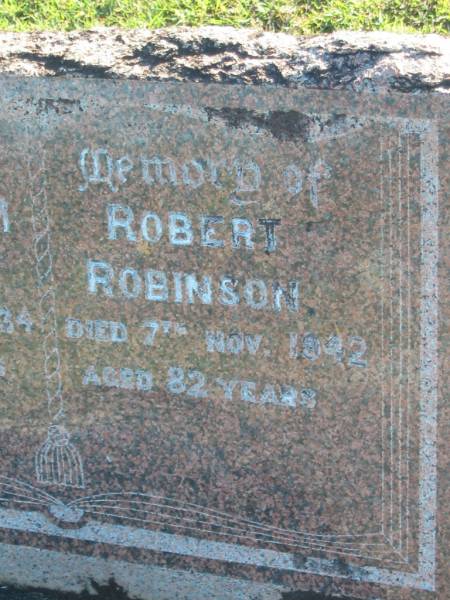 Memory of
ROBERT
ROBINSON
DIED 7TH NOV. 1942
AGED 82 YEARS